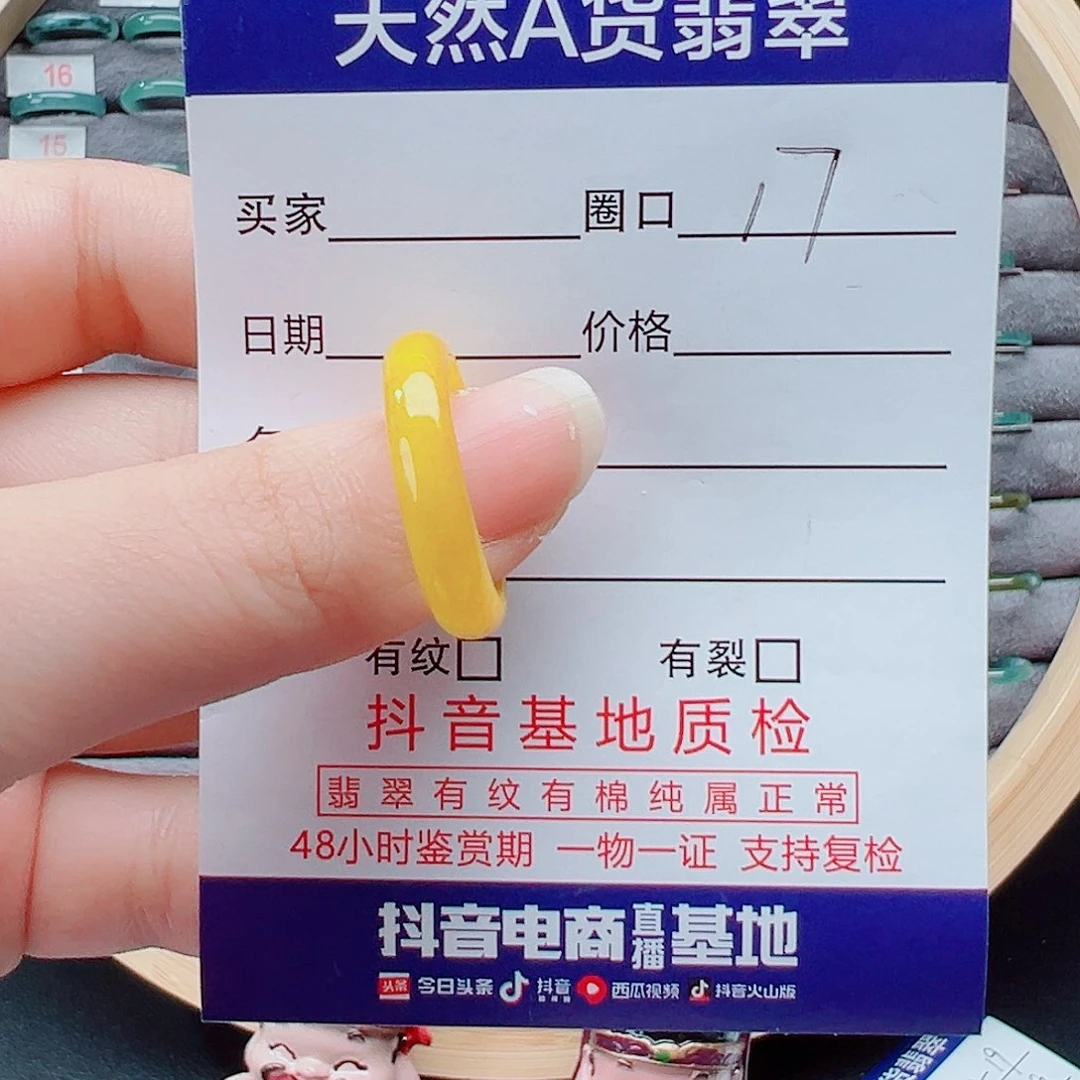 天然A货翡翠
16
15
买家 圈口 17
日期 价格
有纹 有裂
抖音基地质检
翡翠有纹有棉纯属正常
48小时鉴赏期 一物一证 支持复检
抖音电商直播基地
头条 今日头条 抖音 西瓜视频 抖音火山版